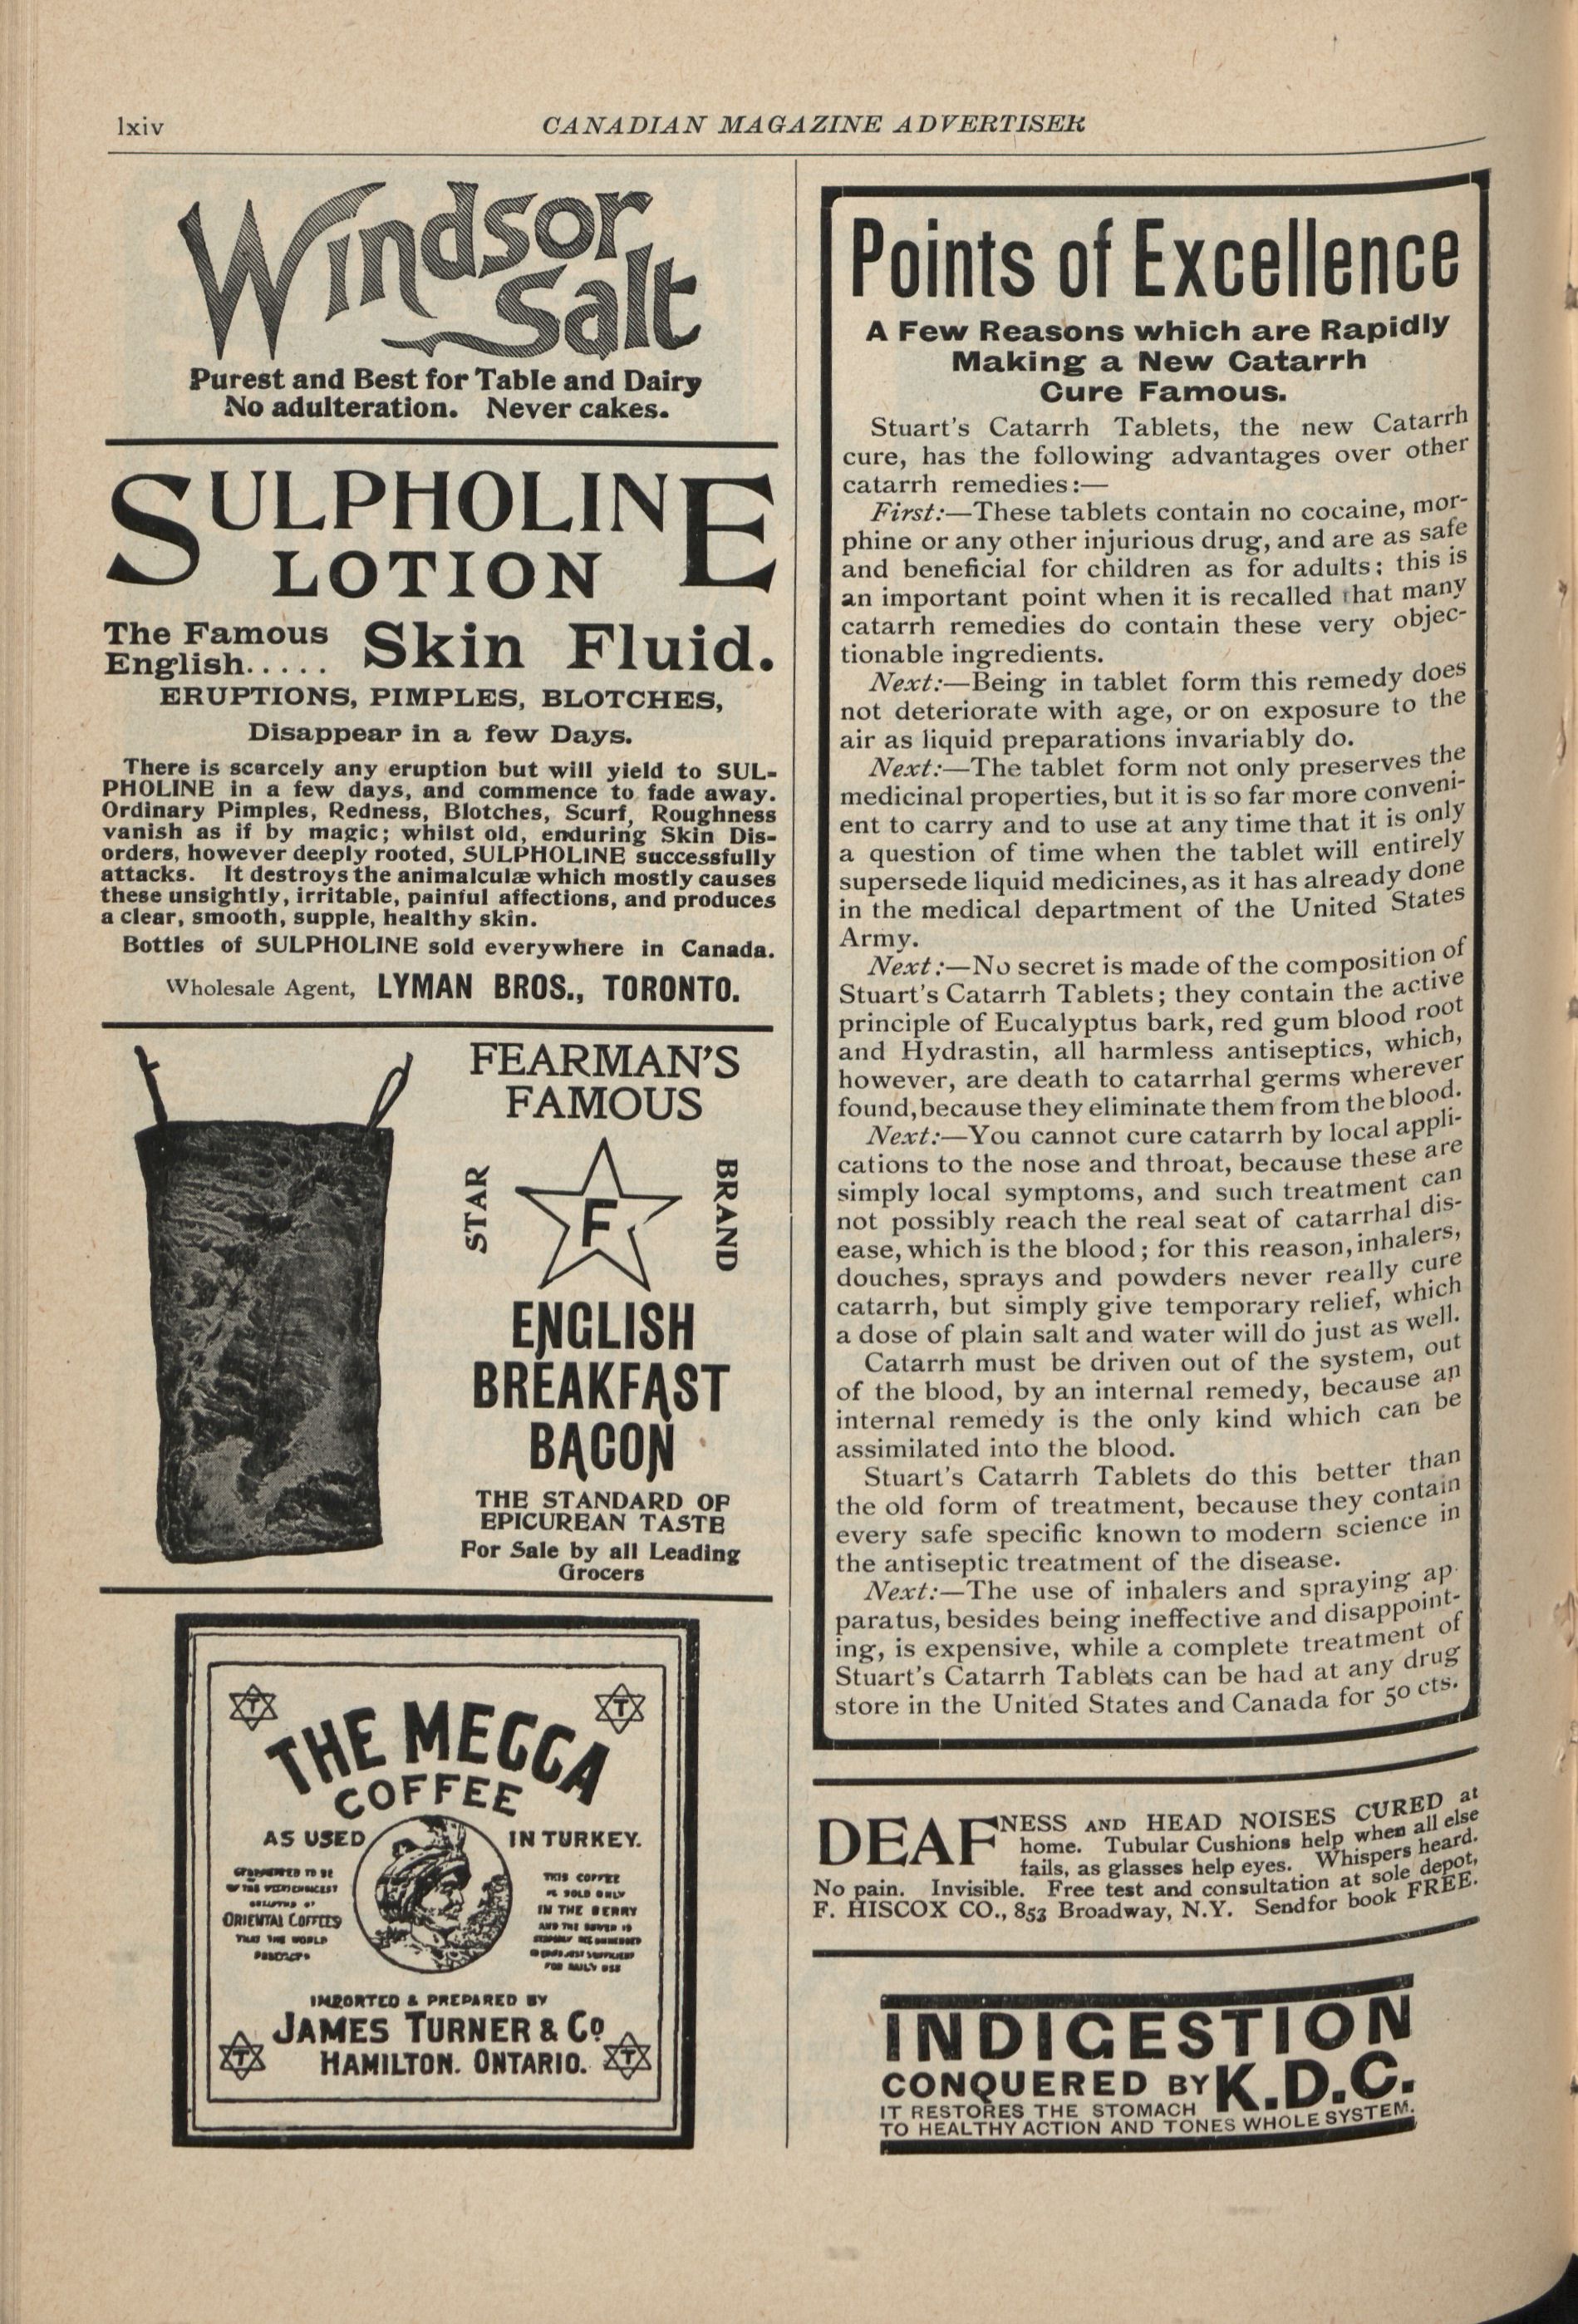 lxiv
CANADIAN MAGAZINE ADVERTISER
Windsor
Salt
Purest and Best for Table and Dairy
No adulteration. Never cakes.
SULPHOLINE
LOTION
The Famous
English.....
Skin Fluid.
ERUPTIONS, PIMPLES, BLOTCHES,
Disappear in a few Days.
There is scarcely any eruption but will yield to SUL-
PHOLINE in a few days, and commence to fade away.
Ordinary Pimples, Redness, Blotches, Scurf, Roughness
vanish as if by magic; whilst old, enduring Skin Dis-
orders, however deeply rooted, SULPHOLINE successfully
attacks. It destroys the animalculæ which mostly causes
these unsightly, irritable, painful affections, and produces
a clear, smooth, supple, healthy skin.
Bottles of SULPHOLINE sold everywhere in Canada.
Wholesale Agent, LYMAN BROS., TORONTO.
FEARMAN'S
FAMOUS
STAR
F
BRAND
ENGLISH
BREAKFAST
BACON
THE STANDARD OF
EPICUREAN TASTE
For Sale by all Leading
Grocers
T
T
THE MECCA
COFFEE
AS USED IN TURKEY.
ORIENTAL COFFEES
THAT THE WORLD
THIS COFFEE
IS SOLD ONLY
IN THE BERRY
FOR DAILY USE
IMPORTED & PREPARED BY
JAMES TURNER & Co
HAMILTON. ONTARIO.
T
T
Points of Excellence
A Few Reasons which are Rapidly
Making a New Catarrh
Cure Famous.
Stuart's Catarrh Tablets, the new Catarrh
cure, has the following advantages over other
catarrh remedies:—
First:—These tablets contain no cocaine, mor-
phine or any other injurious drug, and are as safe
and beneficial for children as for adults; this is
an important point when it is recalled that many
catarrh remedies do contain these very objec-
tionable ingredients.
Next:—Being in tablet form this remedy does
not deteriorate with age, or on exposure to the
air as liquid preparations invariably do.
Next:—The tablet form not only preserves the
medicinal properties, but it is so far more conveni-
ent to carry and to use at any time that it is only
a question of time when the tablet will entirely
supersede liquid medicines, as it has already done
in the medical department of the United States
Army.
Next:—No secret is made of the composition of
Stuart's Catarrh Tablets; they contain the active
principle of Eucalyptus bark, red gum blood root
and Hydrastin, all harmless antiseptics, which,
however, are death to catarrhal germs wherever
found, because they eliminate them from the blood.
Next:—You cannot cure catarrh by local appli-
cations to the nose and throat, because these are
simply local symptoms, and such treatment can
not possibly reach the real seat of catarrhal dis-
ease, which is the blood; for this reason, inhalers,
douches, sprays and powders never really cure
catarrh, but simply give temporary relief, which
a dose of plain salt and water will do just as well.
Catarrh must be driven out of the system, out
of the blood, by an internal remedy, because an
internal remedy is the only kind which can be
assimilated into the blood.
Stuart's Catarrh Tablets do this better than
the old form of treatment, because they contain
every safe specific known to modern science in
the antiseptic treatment of the disease.
Next:—The use of inhalers and spraying ap-
paratus, besides being ineffective and disappoint-
ing, is expensive, while a complete treatment of
Stuart's Catarrh Tablets can be had at any drug
store in the United States and Canada for 50 cts.
DEAFNESS AND HEAD NOISES CURED at
home. Tubular Cushions help when all else
fails, as glasses help eyes. Whispers heard.
No pain. Invisible. Free test and consultation at sole depot,
F. HISCOX CO., 853 Broadway, N.Y. Send for book FREE.
INDIGESTION
CONQUERED BY K.D.C.
IT RESTORES THE STOMACH
TO HEALTHY ACTION AND TONES WHOLE SYSTEM.